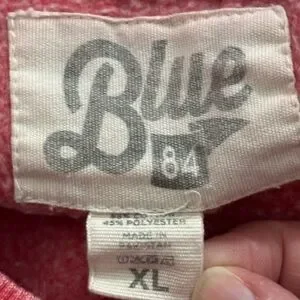 Blue
84
45% POLYESTER
MADE IN
XL